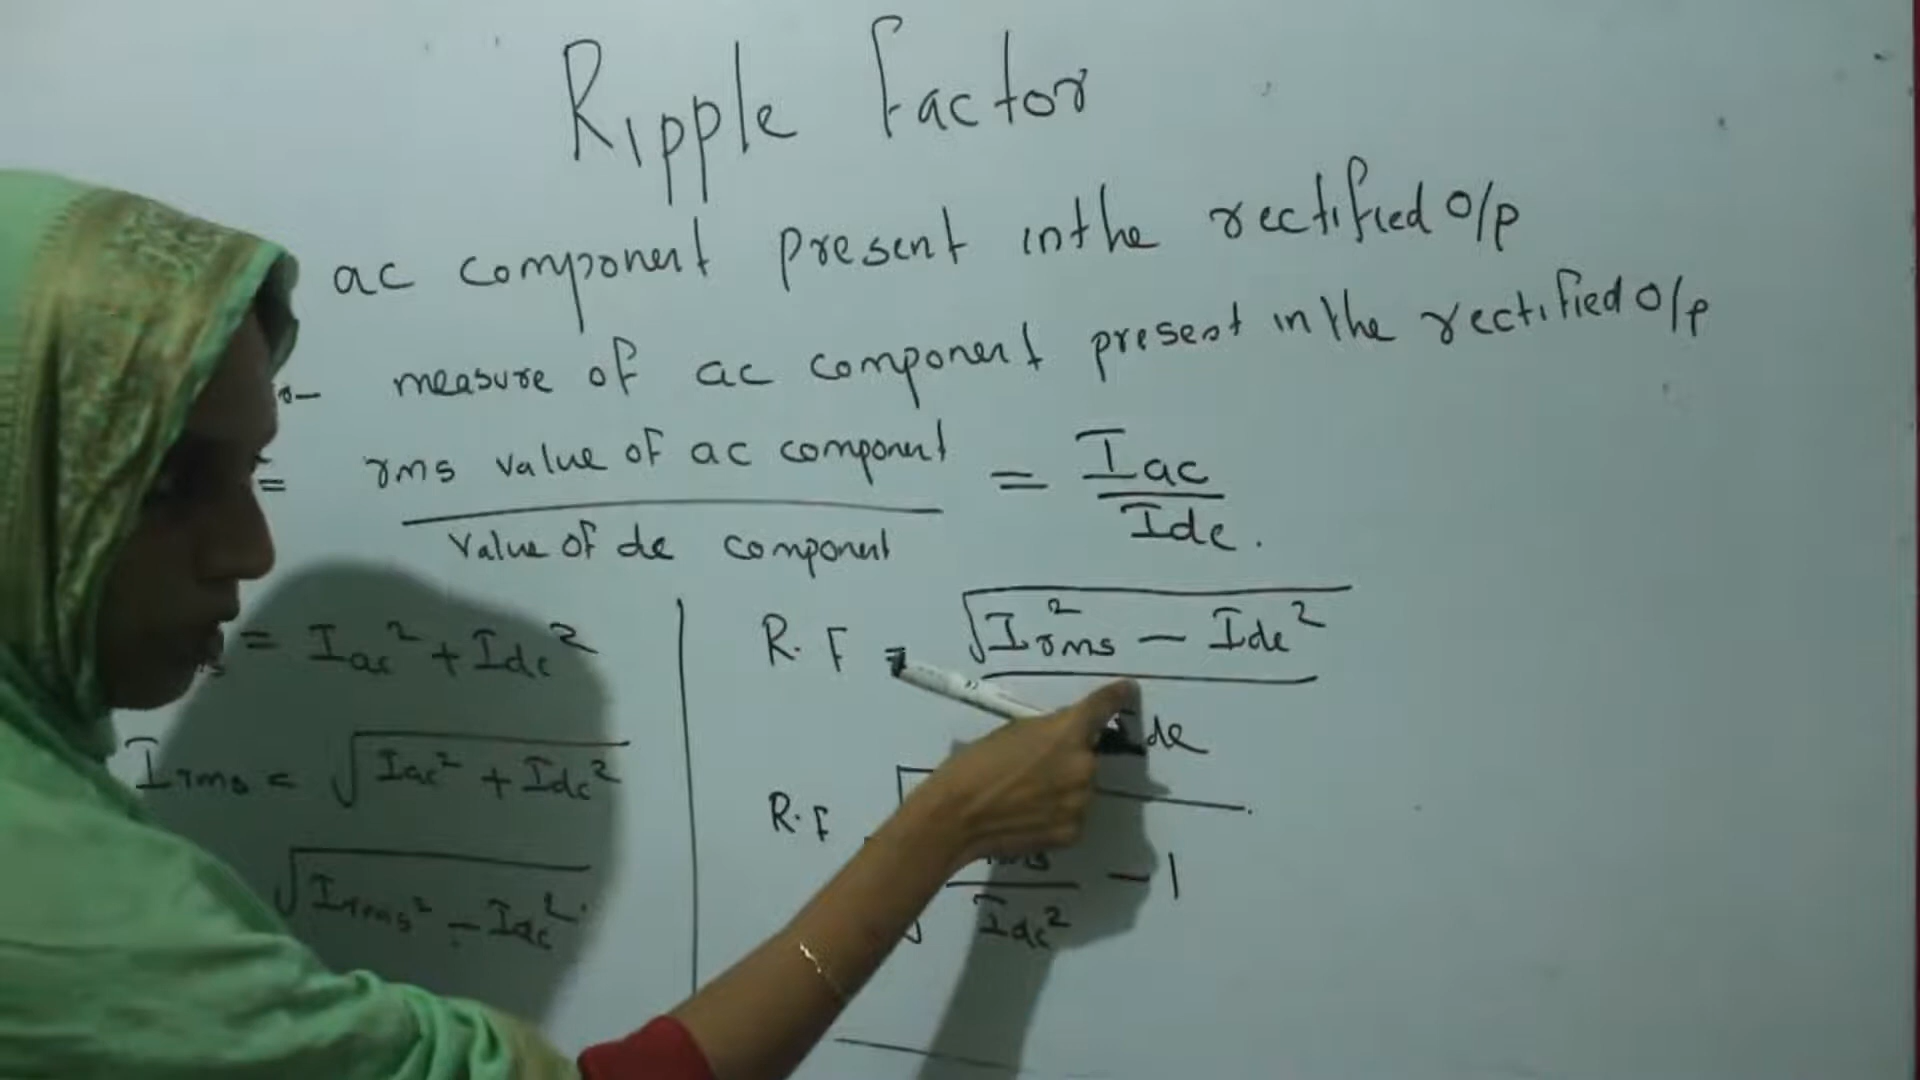 Ripple Factor
ac component present in the rectified o/p
measure of ac component present in the rectified o/p
= rms value of ac component / value of dc component = Iac / Idc.
= Iac² + Idc²
Irms = √(Iac² + Idc²)
√(Irms² - Idc²)
R.F = √(Irms² - Idc²) / Idc
R.F
/ Idc² - 1